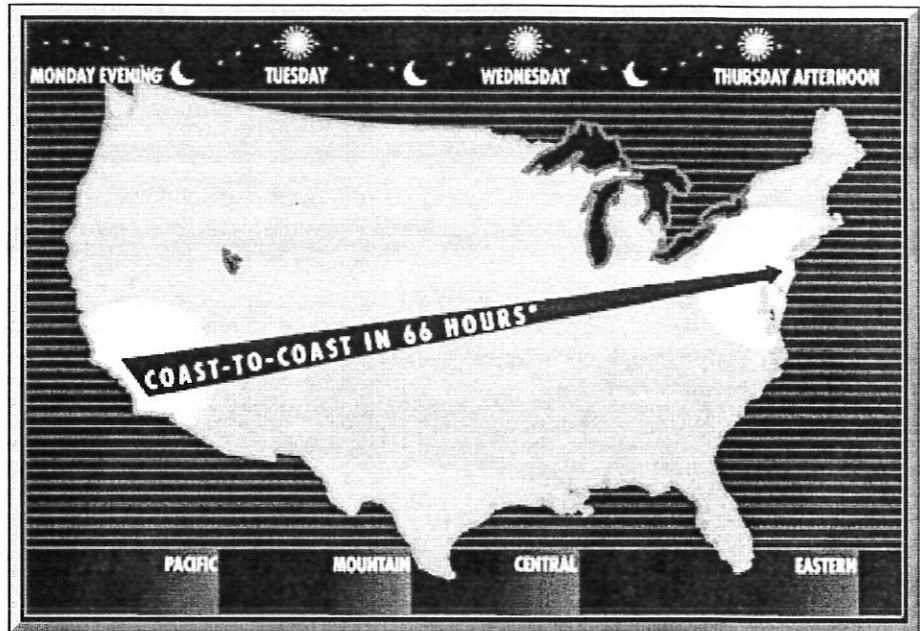 MONDAY EVENING TUESDAY WEDNESDAY THURSDAY AFTERNOON
COAST-TO-COAST IN 66 HOURS*
PACIFIC MOUNTAIN CENTRAL EASTERN